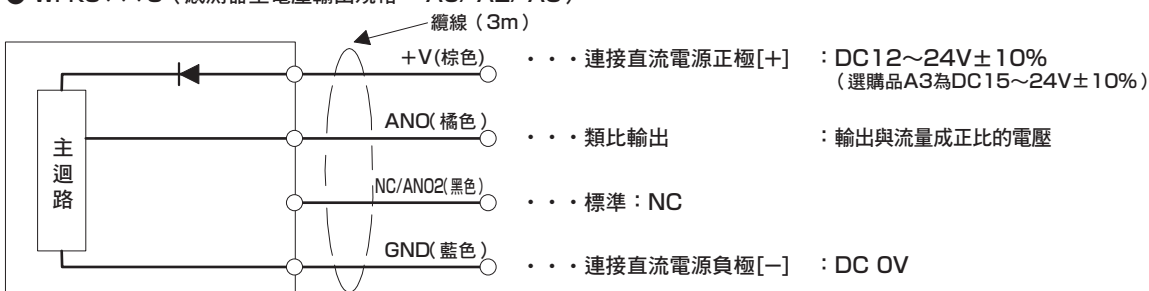 纜線（3m）
+V(棕色) ・・・連接直流電源正極[+] ：DC12～24V±10%
（選購品A3為DC15～24V±10%）
ANO(橘色) ・・・類比輸出 ：輸出與流量成正比的電壓
主迴路
NC/ANO2(黑色) ・・・標準：NC
GND(藍色) ・・・連接直流電源負極[−] ：DC 0V